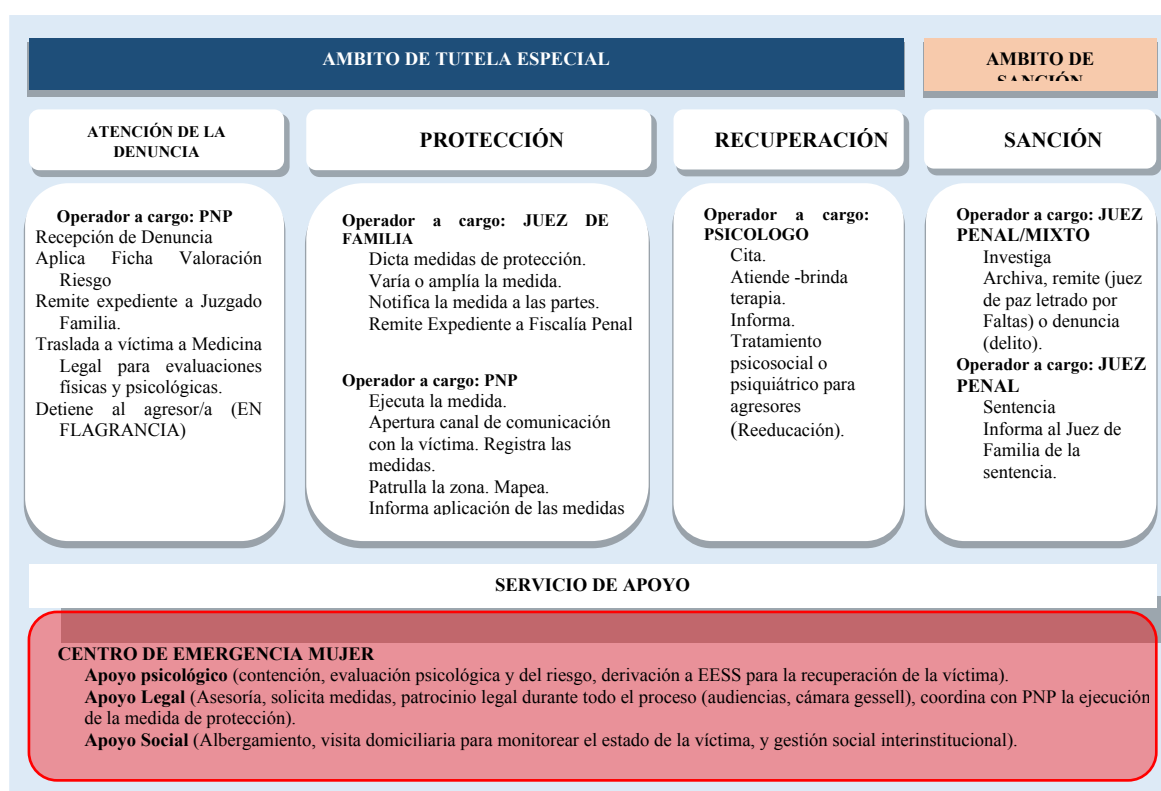 AMBITO DE TUTELA ESPECIAL
AMBITO DE
SANCIÓN
ATENCIÓN DE LA
DENUNCIA
PROTECCIÓN
RECUPERACIÓN
SANCIÓN
Operador a cargo: PNP
Recepción de Denuncia
Aplica Ficha Valoración
Riesgo
Remite expediente a Juzgado
Familia.
Traslada a víctima a Medicina
Legal para evaluaciones
físicas y psicológicas.
Detiene al agresor/a (EN
FLAGRANCIA)
Operador a cargo: JUEZ DE
FAMILIA
Dicta medidas de protección.
Varía o amplía la medida.
Notifica la medida a las partes.
Remite Expediente a Fiscalía Penal
Operador a cargo: PNP
Ejecuta la medida.
Apertura canal de comunicación
con la víctima. Registra las
medidas.
Patrulla la zona. Mapea.
Informa aplicación de las medidas
Operador a cargo:
PSICOLOGO
Cita.
Atiende -brinda
terapia.
Informa.
Tratamiento
psicosocial o
psiquiátrico para
agresores
(Reeducación).
Operador a cargo: JUEZ
PENAL/MIXTO
Investiga
Archiva, remite (juez
de paz letrado por
Faltas) o denuncia
(delito).
Operador a cargo: JUEZ
PENAL
Sentencia
Informa al Juez de
Familia de la
sentencia.
SERVICIO DE APOYO
CENTRO DE EMERGENCIA MUJER
Apoyo psicológico (contención, evaluación psicológica y del riesgo, derivación a EESS para la recuperación de la víctima).
Apoyo Legal (Asesoría, solicita medidas, patrocinio legal durante todo el proceso (audiencias, cámara gessell), coordina con PNP la ejecución
de la medida de protección).
Apoyo Social (Albergamiento, visita domiciliaria para monitorear el estado de la víctima, y gestión social interinstitucional).